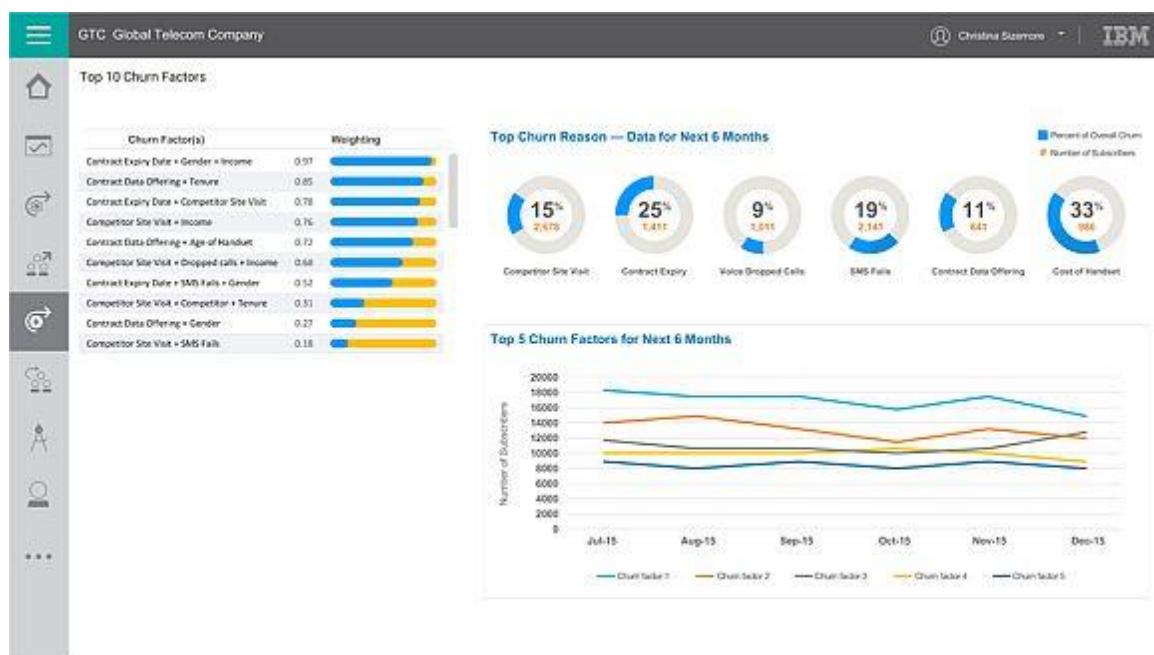 GTC Global Telecom Company
Christina Sizemore
IBM
Top 10 Churn Factors
Churn Factor(s) Weighting
Contract Expiry Date + Gender + Income 0.97
Contract Data Offering + Tenure 0.85
Contract Expiry Date + Competitor Site Visit 0.78
Competitor Site Visit + Income 0.76
Contract Data Offering + Age of Handset 0.72
Competitor Site Visit + Dropped calls + Income 0.68
Contract Expiry Date + SMS Fails + Gender 0.52
Competitor Site Visit + Competitor + Tenure 0.31
Contract Data Offering + Gender 0.27
Competitor Site Visit + SMS Fails 0.18
Top Churn Reason — Data for Next 6 Months
Percent of Overall Churn
# Number of Subscribers
15% 25% 9% 19% 11% 33%
2,678 1,411 1,011 2,141 641 986
Competitor Site Visit Contract Expiry Voice Dropped Calls SMS Fails Contract Data Offering Cost of Handset
Top 5 Churn Factors for Next 6 Months
Number of Subscribers
20000
18000
16000
14000
12000
10000
8000
6000
4000
2000
0
Jul-15 Aug-15 Sep-15 Oct-15 Nov-15 Dec-15
Churn factor 1 Churn factor 2 Churn factor 3 Churn factor 4 Churn factor 5